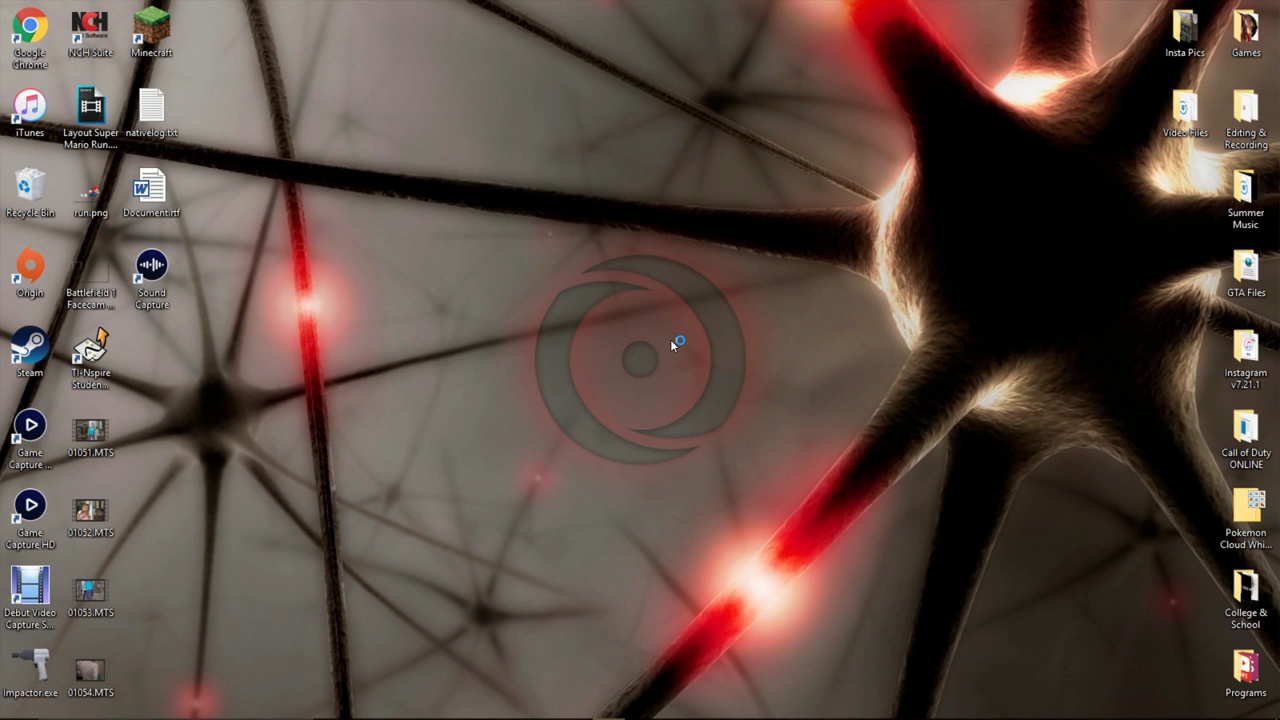 Google
Chrome
NCH
Software
NCH Suite
Minecraft
Insta Pics
Games
iTunes
Layout Super
Mario Run....
nativelog.txt
Video Files
Editing &
Recording
Recycle Bin
run.png
W
Document.rtf
Summer
Music
Origin
Battlefield 1
Facecam ...
Sound
Capture
GTA Files
Steam
TI-Nspire
Studen...
Instagram
v7.21.1
Game
Capture ...
01051.MTS
Call of Duty
ONLINE
Game
Capture HD
01052.MTS
Pokemon
Cloud Whi...
Debut Video
Capture S...
01053.MTS
College &
School
Impactor.exe
01054.MTS
Programs